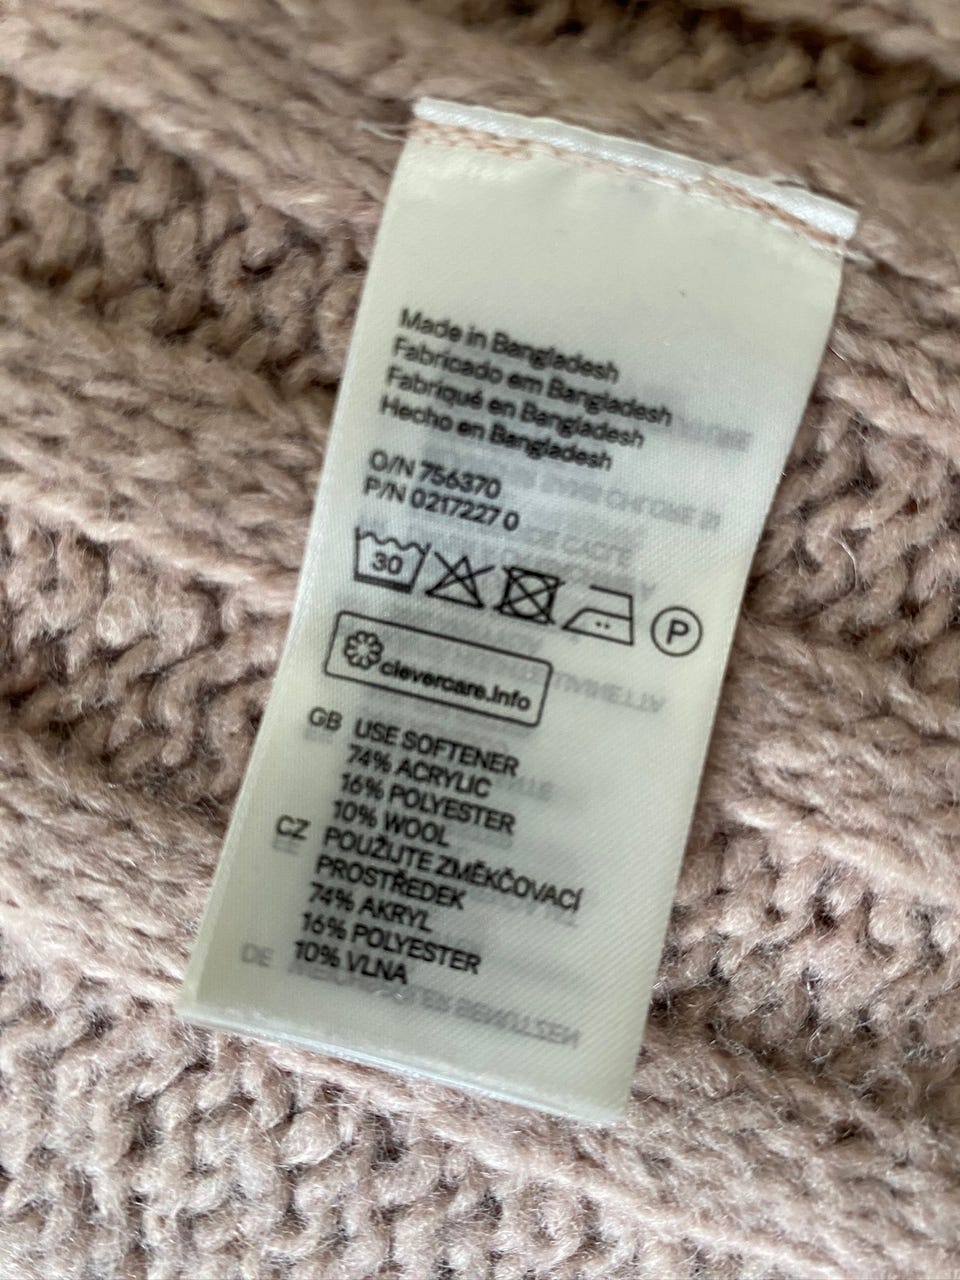 Made in Bangladesh
Fabricado em Bangladesh
Fabriqué en Bangladesh
Hecho en Bangladesh
O/N 756370
P/N 0217227 0
30 P
clevercare.info
GB USE SOFTENER
74% ACRYLIC
16% POLYESTER
10% WOOL
CZ POUŽIJTE ZMĚKČOVACÍ
PROSTŘEDEK
74% AKRYL
16% POLYESTER
10% VLNA
DE